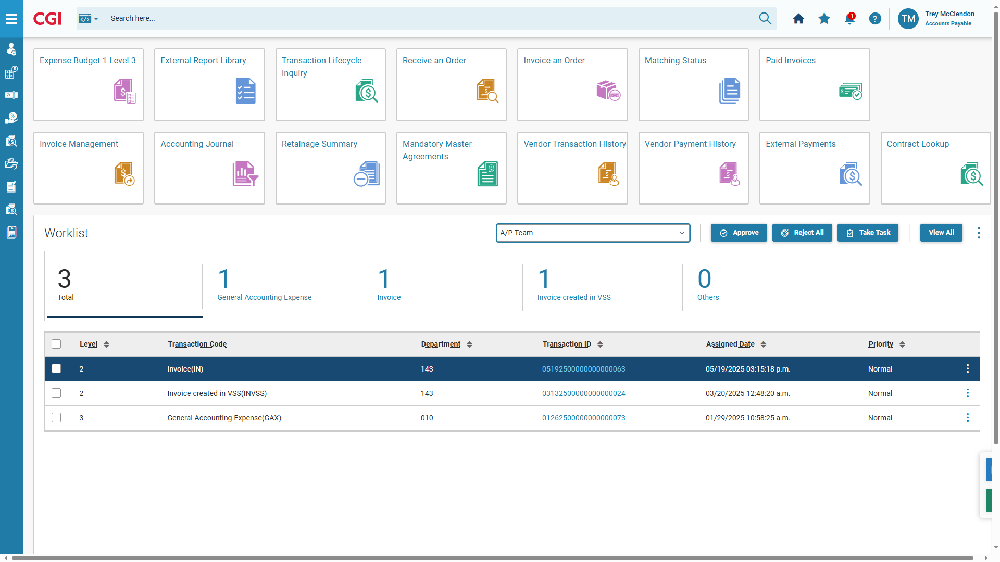 CGI
Search here...
1
?
TM
Trey McClendon
Accounts Payable
Expense Budget 1 Level 3
External Report Library
Transaction Lifecycle
Inquiry
Receive an Order
Invoice an Order
Matching Status
Paid Invoices
Invoice Management
Accounting Journal
Retainage Summary
Mandatory Master
Agreements
Vendor Transaction History
Vendor Payment History
External Payments
Contract Lookup
Worklist
A/P Team
Approve
Reject All
Take Task
View All
3
Total
1
General Accounting Expense
1
Invoice
1
Invoice created in VSS
0
Others
Level
Transaction Code
Department
Transaction ID
Assigned Date
Priority
2 Invoice(IN) 143 05192500000000000063 05/19/2025 03:15:18 p.m. Normal
2 Invoice created in VSS(INVSS) 143 03132500000000000024 03/20/2025 12:48:20 a.m. Normal
3 General Accounting Expense(GAX) 010 01262500000000000073 01/29/2025 10:58:25 a.m. Normal